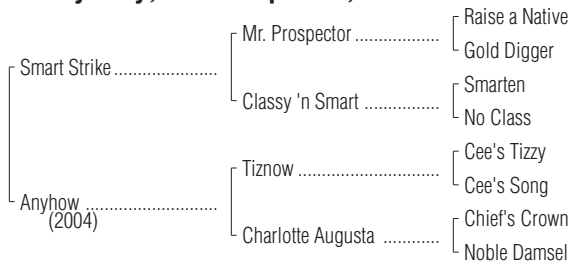 Mr. Prospector .................. Raise a Native
Gold Digger
Smart Strike ......................
Classy 'n Smart ................ Smarten
No Class
Tiznow .............................. Cee's Tizzy
Cee's Song
Anyhow ............................
(2004)
Charlotte Augusta ............ Chief's Crown
Noble Damsel